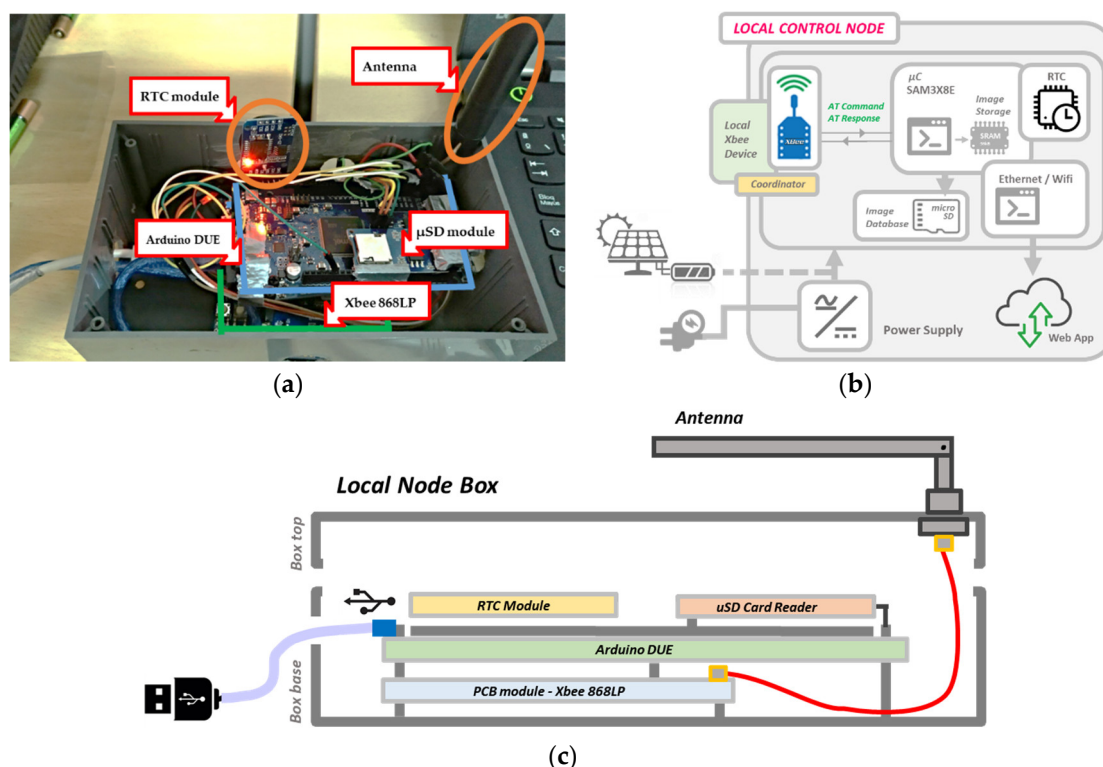 Antenna
RTC module
Arduino DUE
µSD module
Xbee 868LP
(a)
LOCAL CONTROL NODE
Local
Xbee
Device
XBee
Coordinator
AT Command
AT Response
µC
SAM3X8E
Image
Storage
SRAM
RTC
Ethernet / Wifi
Image
Database
micro
SD
Power Supply
Web App
(b)
Antenna
Local Node Box
Box top
RTC Module
uSD Card Reader
Arduino DUE
PCB module - Xbee 868LP
Box base
(c)